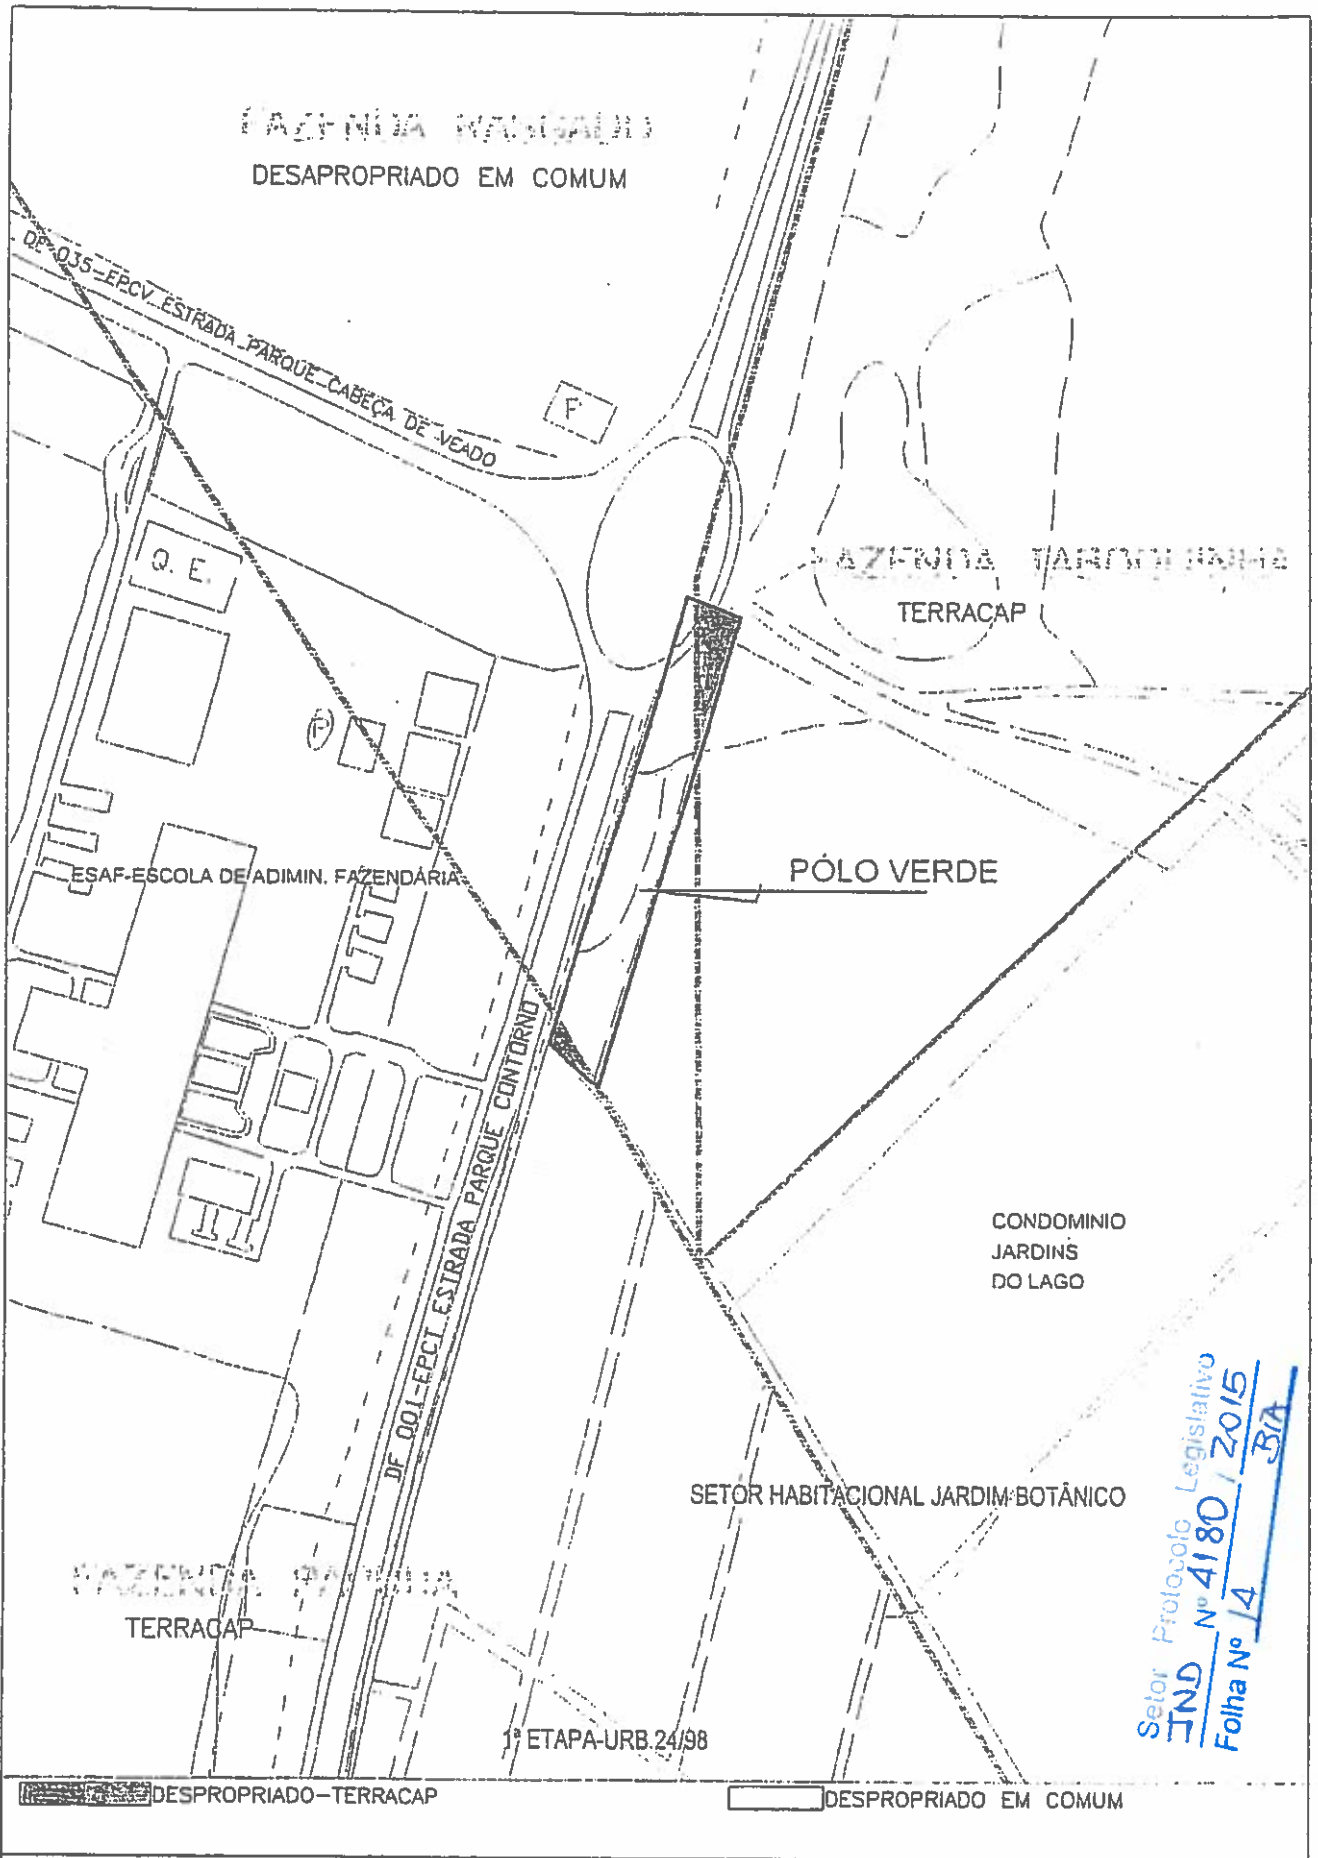 FAZENDA
DESAPROPRIADO EM COMUM
DF 035-EPCV ESTRADA PARQUE CABEÇA DE VEADO
F
Q. E.
FAZENDA
TERRACAP
P
PÓLO VERDE
ESAF-ESCOLA DE ADIMIN. FAZENDÁRIA
DF 001-EPCT ESTRADA PARQUE CONTORNO
CONDOMINIO
JARDINS
DO LAGO
SETOR HABITACIONAL JARDIM BOTÂNICO
TERRACAP
1ª ETAPA-URB.24/98
Setor Protocolo Legislativo
IND Nº 4180 / 2015
Folha Nº 14 BIA
DESPROPRIADO-TERRACAP
DESPROPRIADO EM COMUM